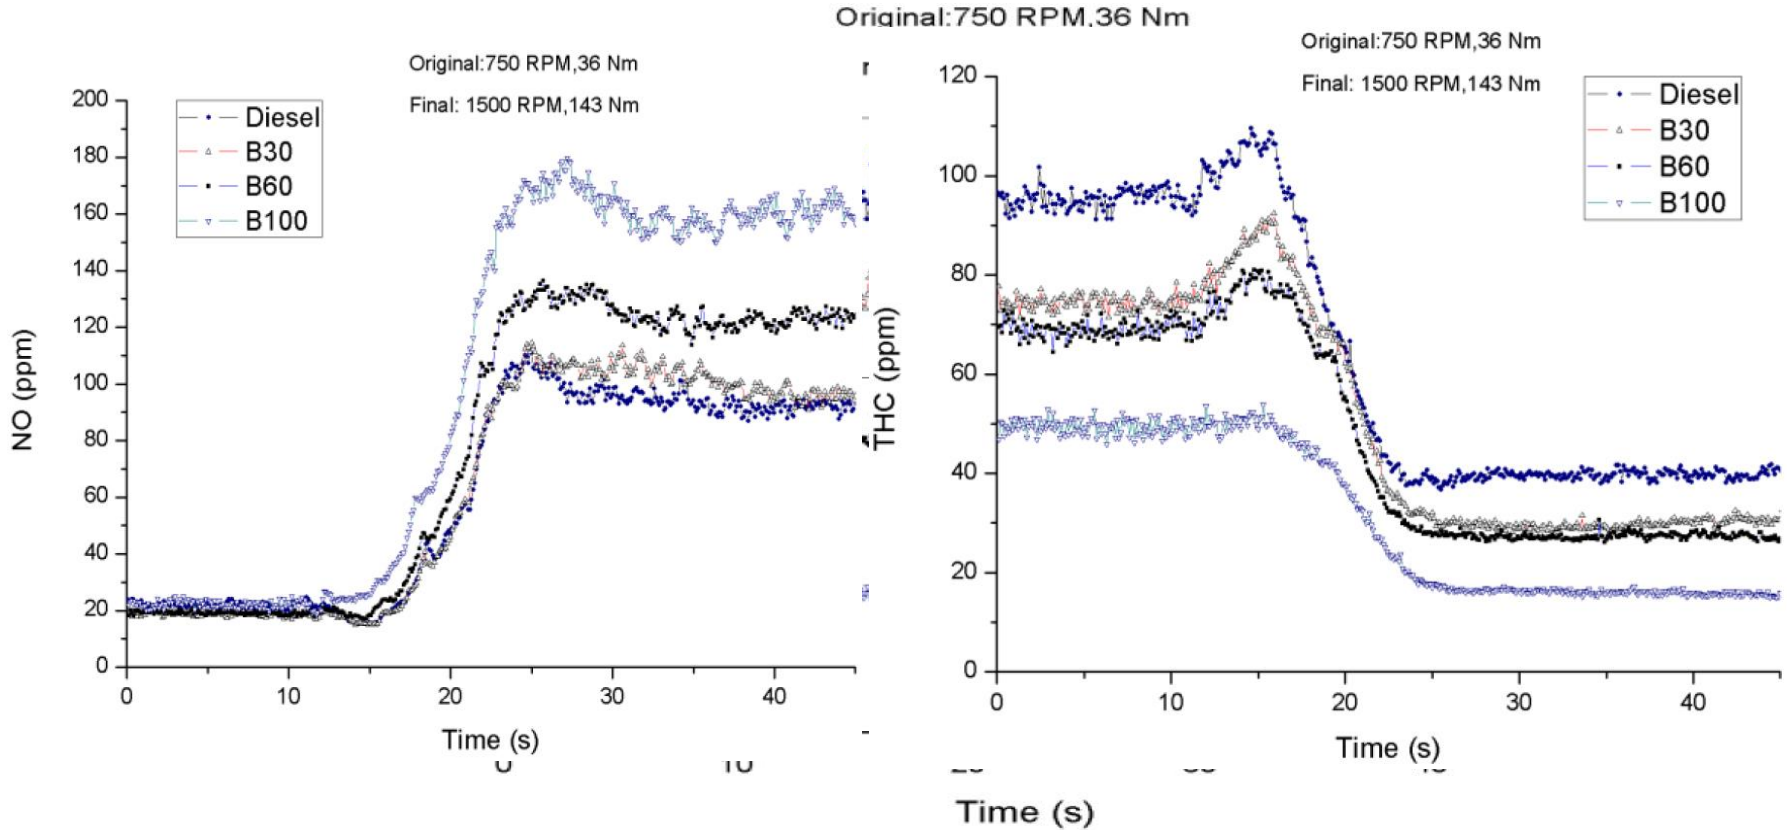 Original:750 RPM,36 Nm
Original:750 RPM,36 Nm
Final: 1500 RPM,143 Nm
200
180
160
140
120
100
80
60
40
20
0
NO (ppm)
Diesel
B30
B60
B100
0 10 20 30 40
Time (s)
Original:750 RPM,36 Nm
Final: 1500 RPM,143 Nm
120
100
80
60
40
20
0
THC (ppm)
Diesel
B30
B60
B100
0 10 20 30 40
Time (s)
Time (s)